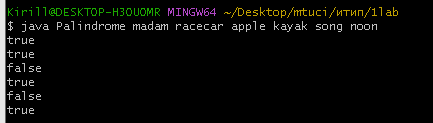 Kirill@DESKTOP-H3OUOMR MINGW64 ~/Desktop/mtuci/итип/1lab
$ java Palindrome madam racecar apple kayak song noon
true
true
false
true
false
true